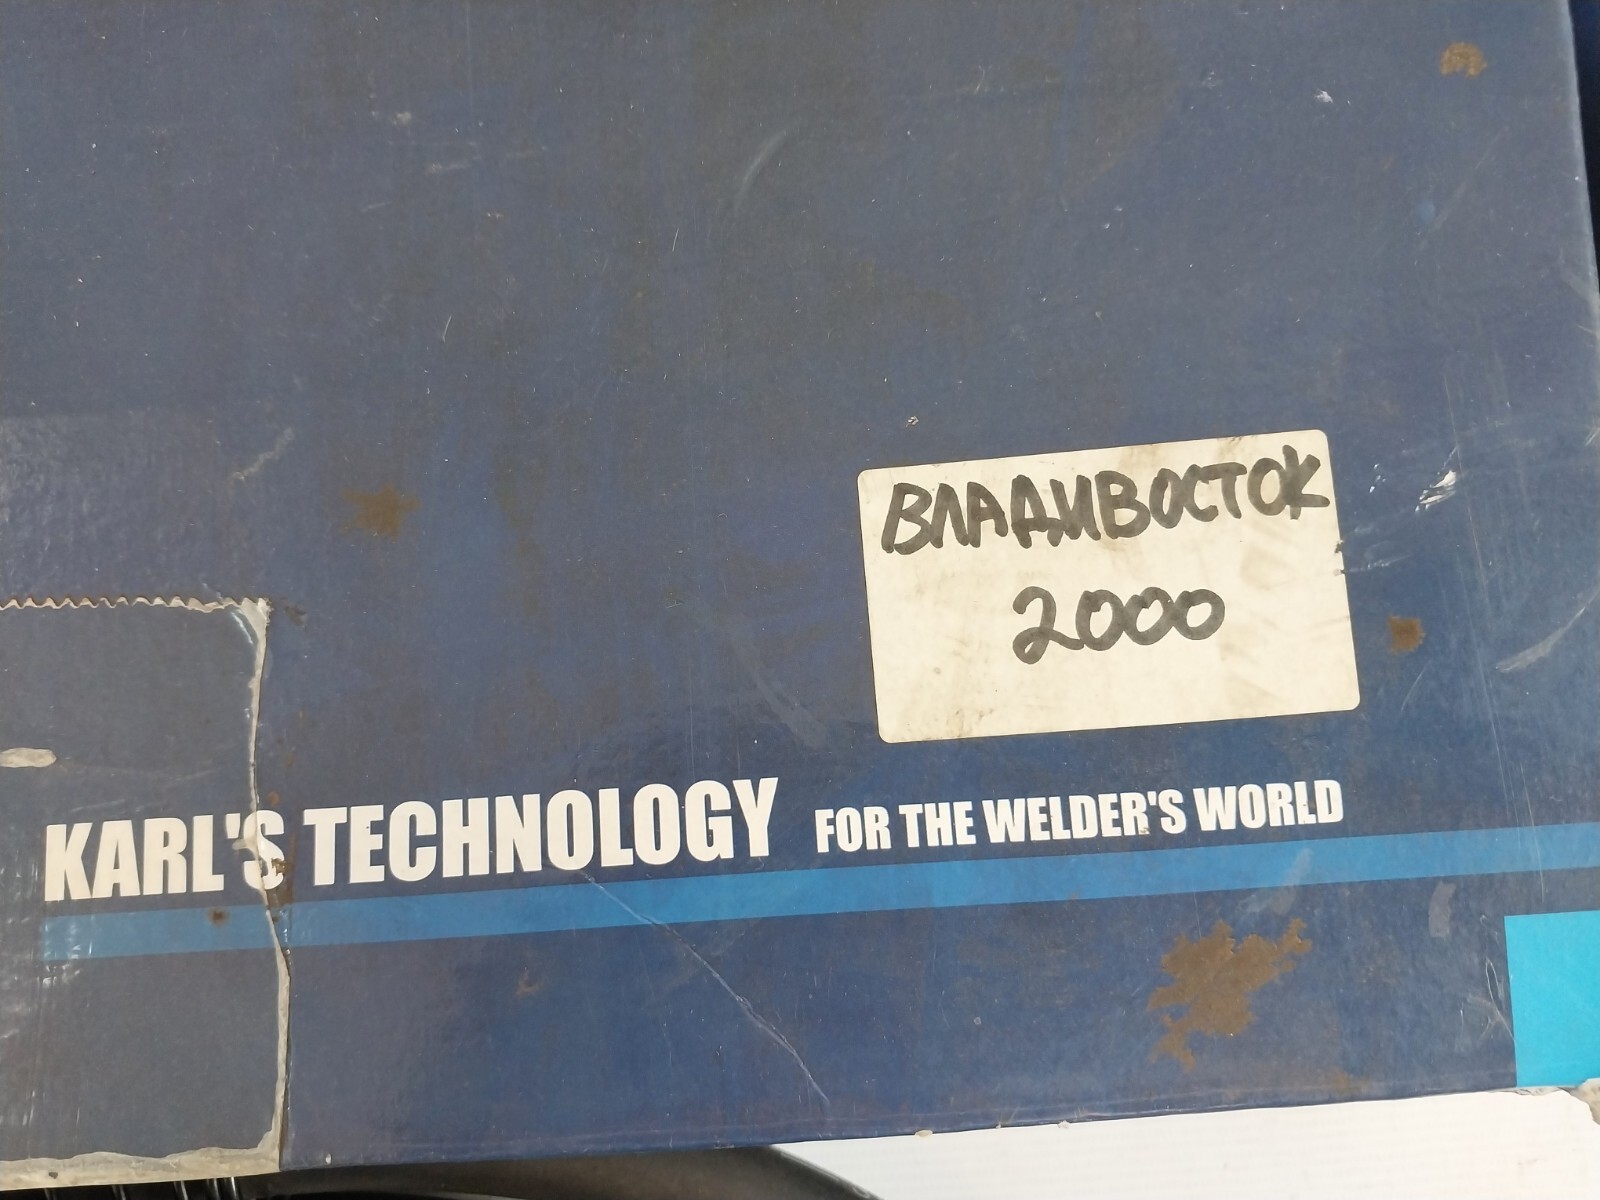 ВЛАДИВОСТОК
2000
KARL'S TECHNOLOGY FOR THE WELDER'S WORLD